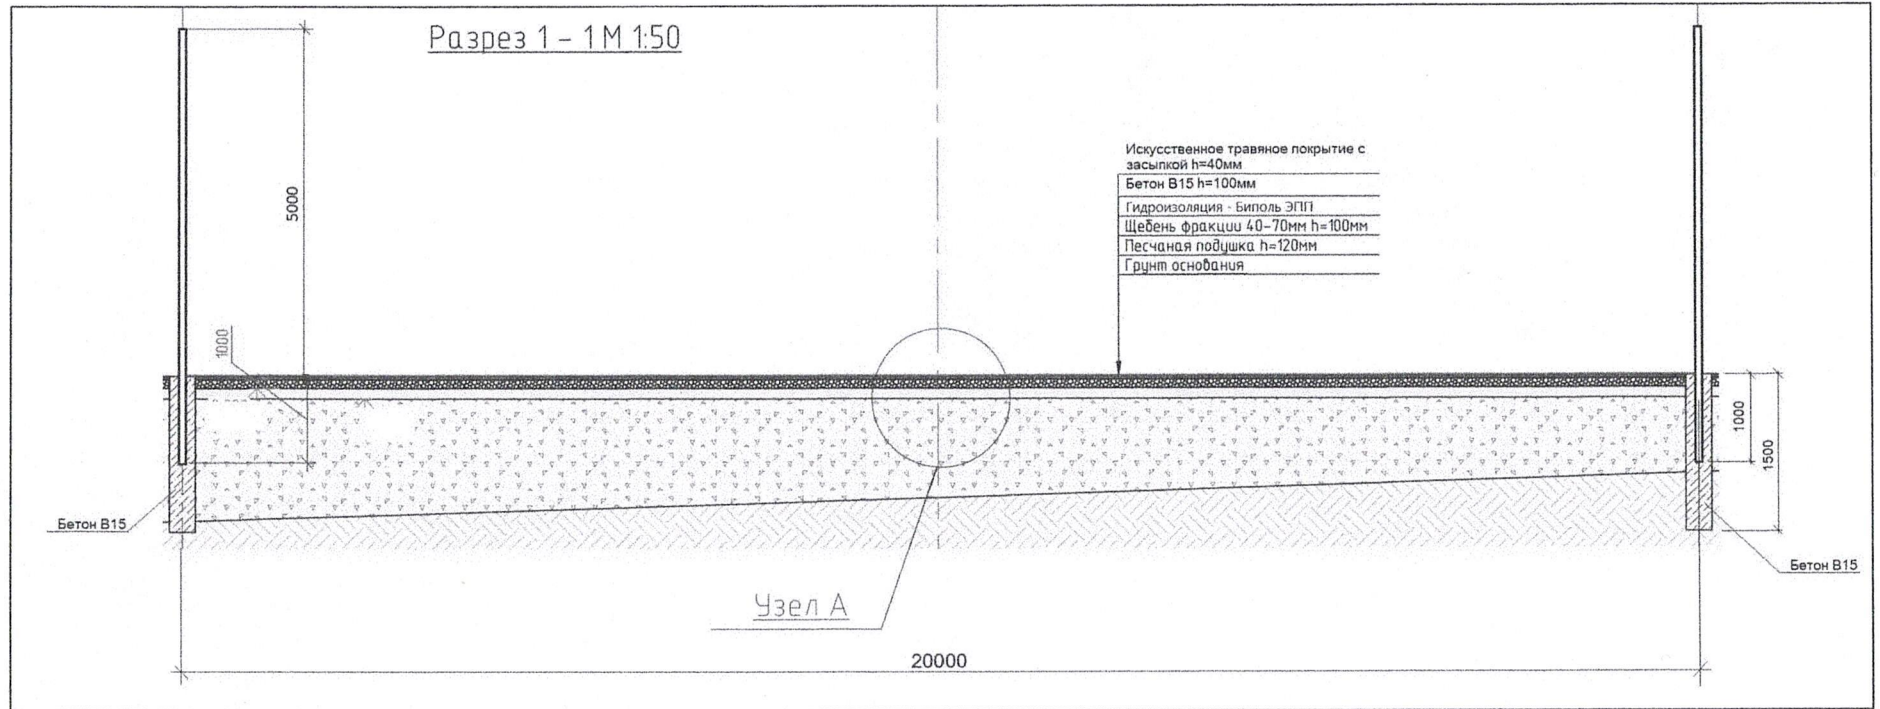 Разрез 1 - 1 М 1:50
5000
Искусственное травяное покрытие с
засыпкой h=40мм
Бетон В15 h=100мм
Гидроизоляция - Биполь ЭПП
Щебень фракции 40-70мм h=100мм
Песчаная подушка h=120мм
Грунт основания
1000
1000
1500
Бетон В15
Бетон В15
Узел А
20000